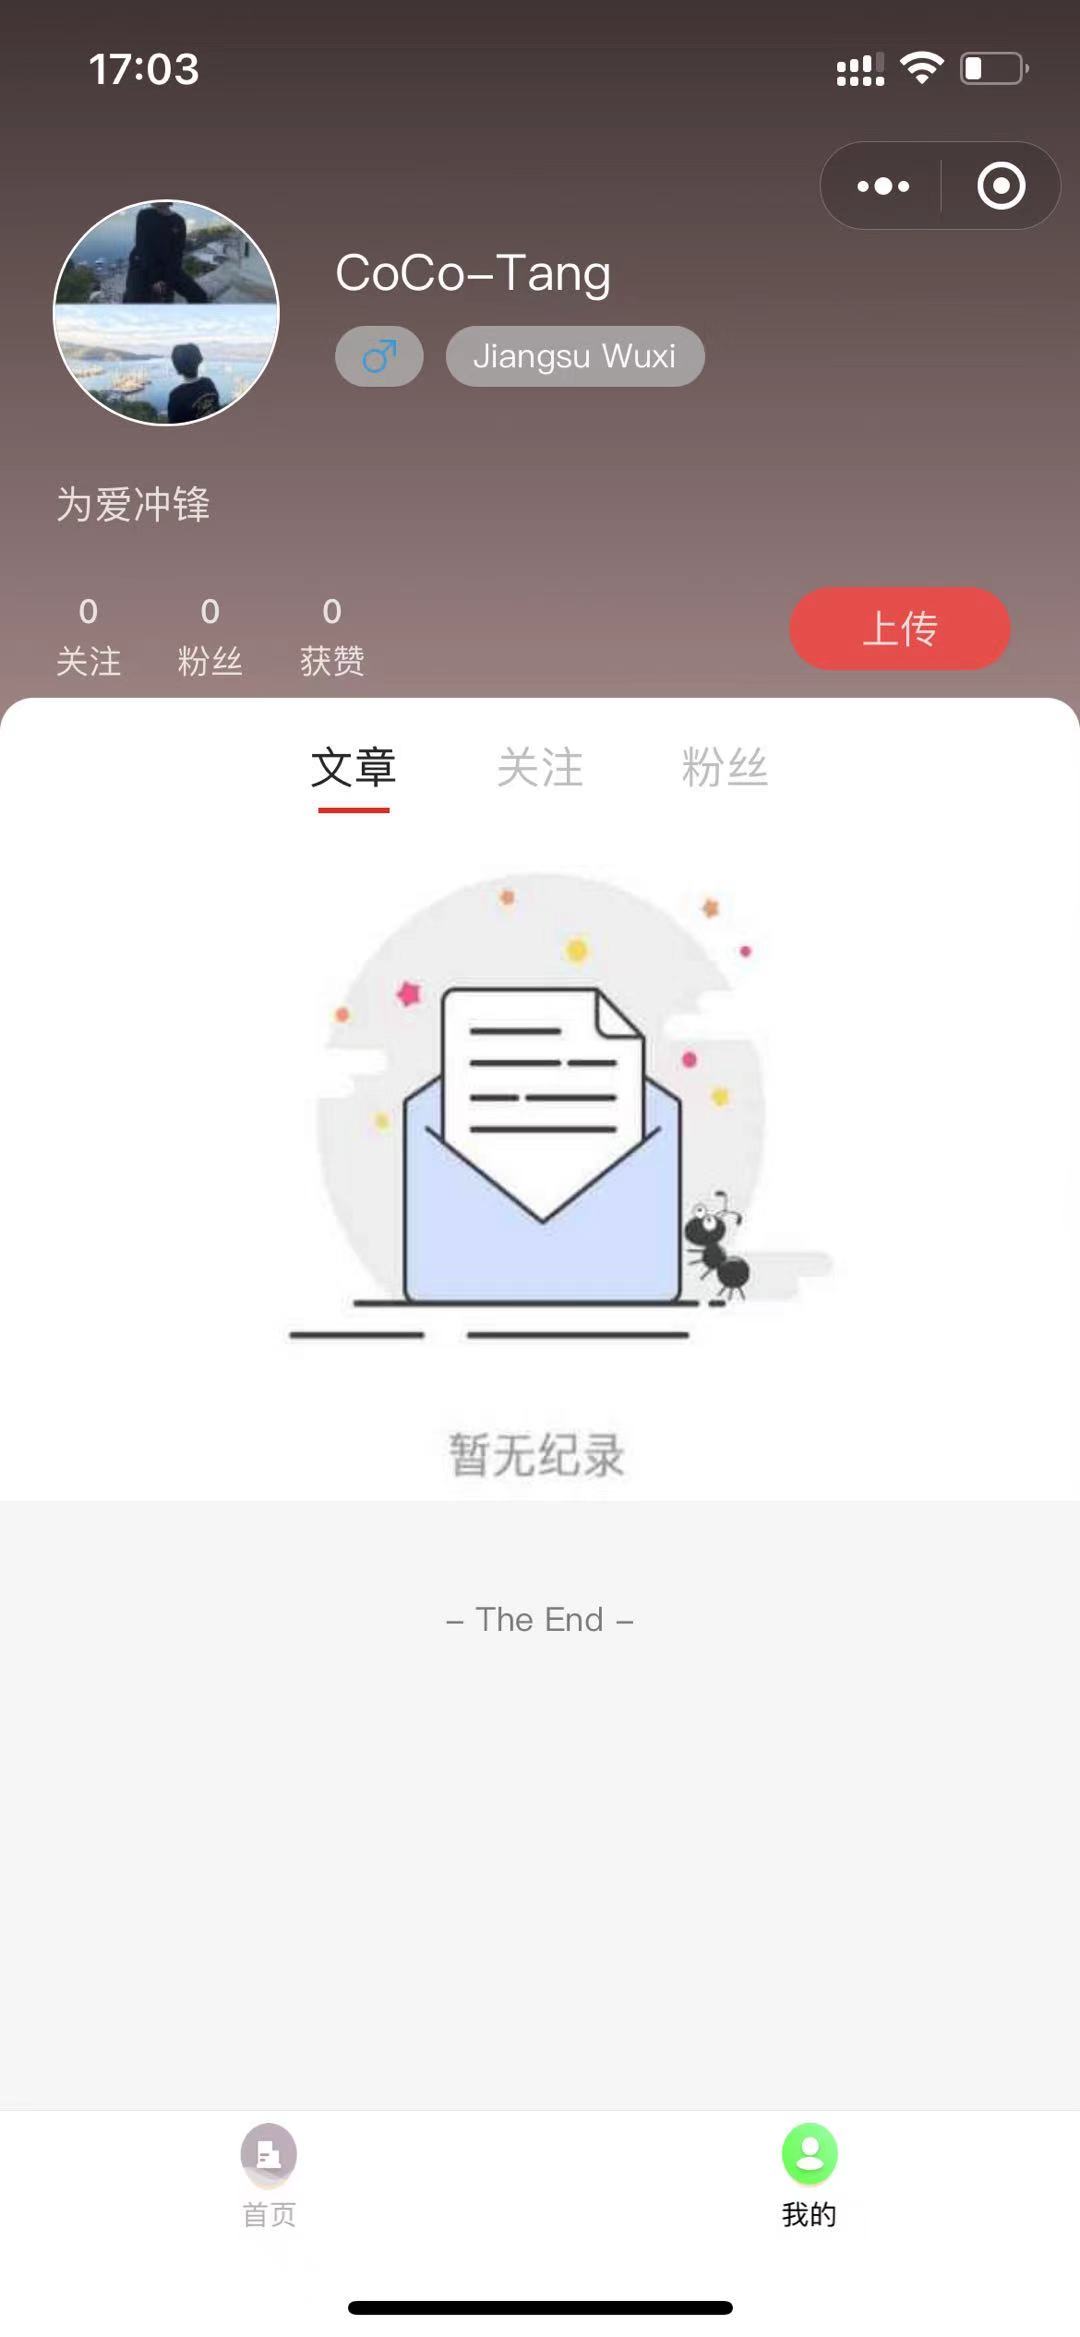 17:03
CoCo-Tang
Jiangsu Wuxi
为爱冲锋
0 0 0
关注 粉丝 获赞
上传
文章 关注 粉丝
暂无纪录
- The End -
首页 我的